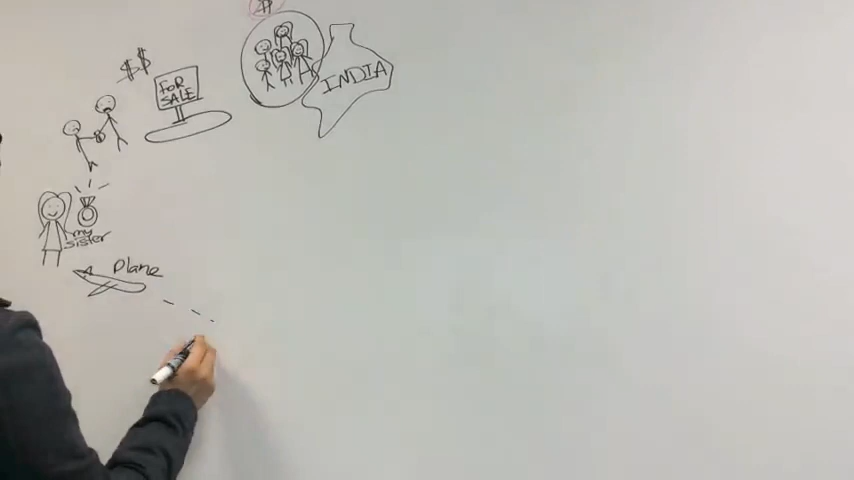 #
$$
FOR
SALE
INDIA
my
sister
Plane